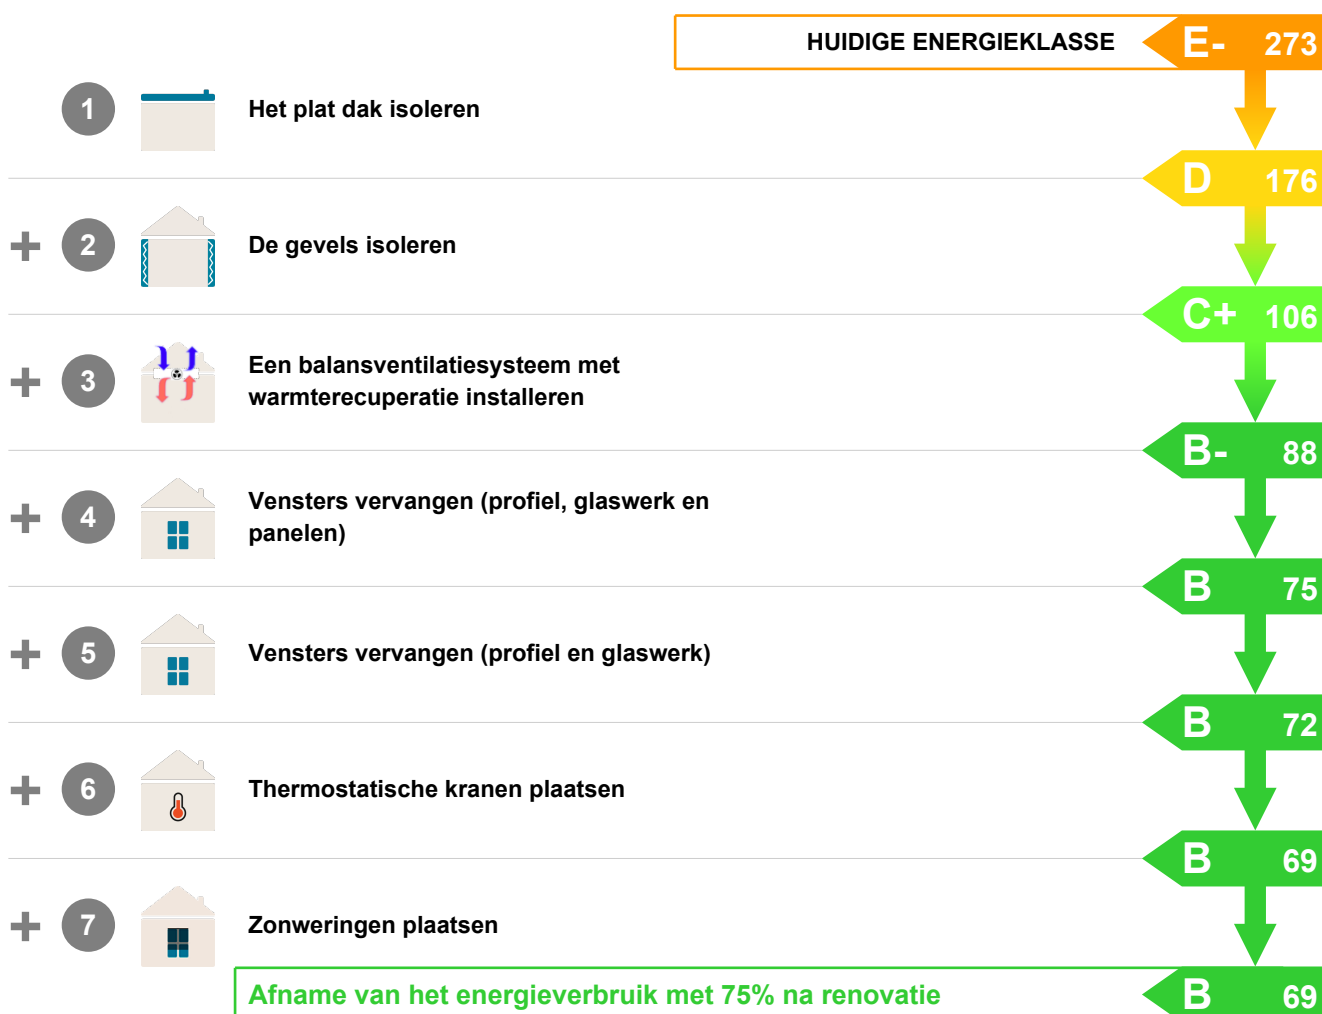 HUIDIGE ENERGIEKLASSE E- 273
1 Het plat dak isoleren
D 176
+ 2 De gevels isoleren
C+ 106
+ 3 Een balansventilatiesysteem met
warmterecuperatie installeren
B- 88
+ 4 Vensters vervangen (profiel, glaswerk en
panelen)
B 75
+ 5 Vensters vervangen (profiel en glaswerk)
B 72
+ 6 Thermostatische kranen plaatsen
B 69
+ 7 Zonweringen plaatsen
Afname van het energieverbruik met 75% na renovatie B 69